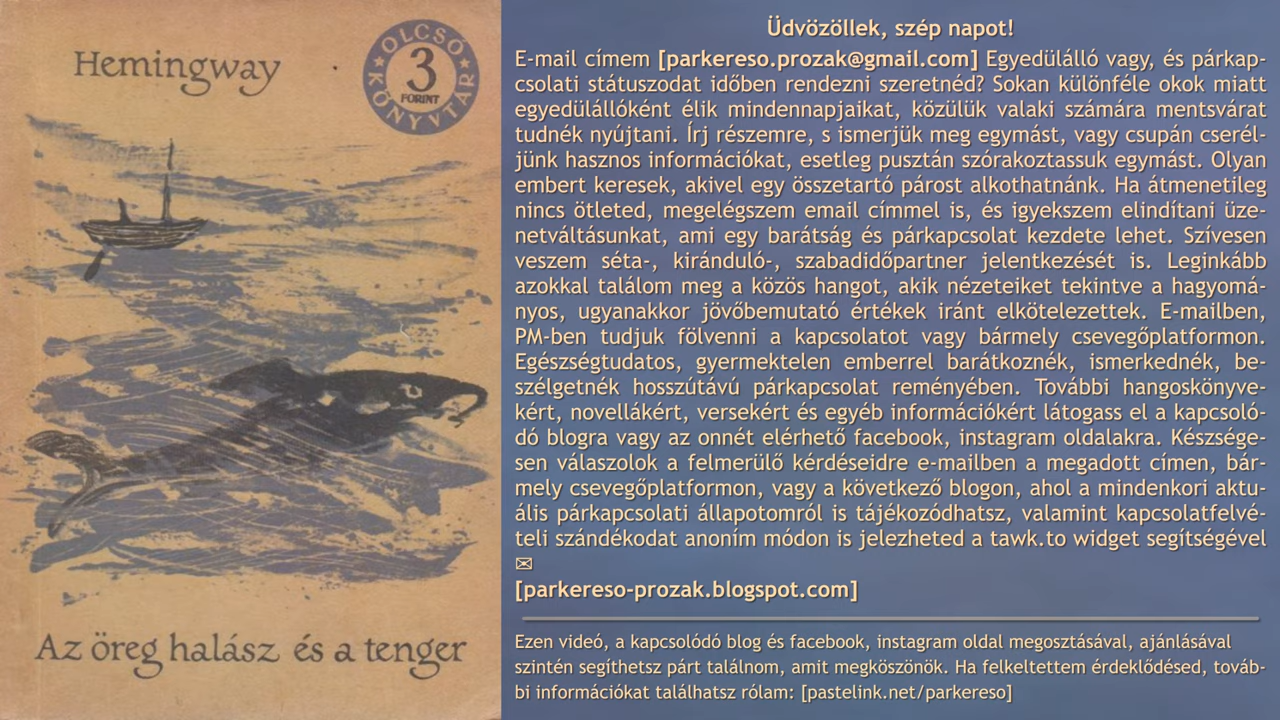 Hemingway
OLCSÓ
3
FORINT
KÖNYVTÁR
Az öreg halász és a tenger
Üdvözöllek, szép napot!
E-mail címem [parkereso.prozak@gmail.com] Egyedülálló vagy, és párkap-
csolati státuszodat időben rendezni szeretnéd? Sokan különféle okok miatt
egyedülállóként élik mindennapjaikat, közülük valaki számára mentsvárat
tudnék nyújtani. Írj részemre, s ismerjük meg egymást, vagy csupán cserél-
jünk hasznos információkat, esetleg pusztán szórakoztassuk egymást. Olyan
embert keresek, akivel egy összetartó párost alkothatnánk. Ha átmenetileg
nincs ötleted, megelégszem email címmel is, és igyekszem elindítani üze-
netváltásunkat, ami egy barátság és párkapcsolat kezdete lehet. Szívesen
veszem séta-, kiránduló-, szabadidőpartner jelentkezését is. Leginkább
azokkal találom meg a közös hangot, akik nézeteiket tekintve a hagyomá-
nyos, ugyanakkor jövőbemutató értékek iránt elkötelezettek. E-mailben,
PM-ben tudjuk fölvenni a kapcsolatot vagy bármely csevegőplatformon.
Egészségtudatos, gyermektelen emberrel barátkoznék, ismerkednék, be-
szélgetnék hosszútávú párkapcsolat reményében. További hangoskönyve-
kért, novellákért, versekért és egyéb információkért látogass el a kapcsoló-
dó blogra vagy az onnét elérhető facebook, instagram oldalakra. Készsége-
sen válaszolok a felmerülő kérdéseidre e-mailben a megadott címen, bár-
mely csevegőplatformon, vagy a következő blogon, ahol a mindenkori aktu-
ális párkapcsolati állapotomról is tájékozódhatsz, valamint kapcsolatfelvé-
teli szándékodat anoním módon is jelezheted a tawk.to widget segítségével
✉
[parkereso-prozak.blogspot.com]
Ezen videó, a kapcsolódó blog és facebook, instagram oldal megosztásával, ajánlásával
szintén segíthetsz párt találnom, amit megköszönök. Ha felkeltettem érdeklődésed, továb-
bi információkat találhatsz rólam: [pastelink.net/parkereso]